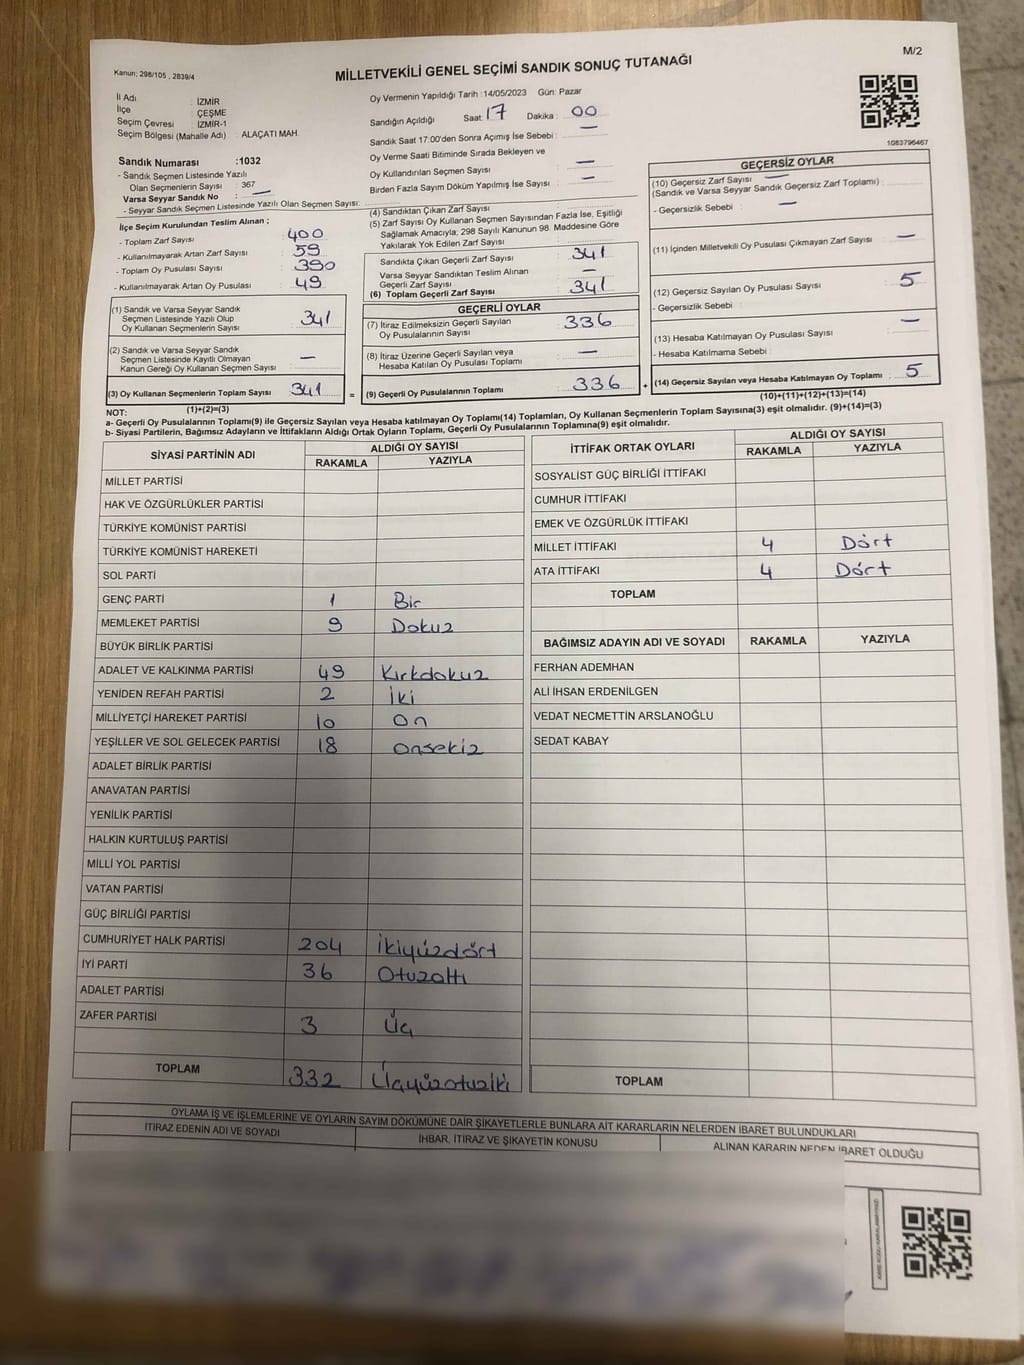 Kanun; 298/105 , 2839/4
MİLLETVEKİLİ GENEL SEÇİMİ SANDIK SONUÇ TUTANAĞI
M/2
İl Adı : İZMİR
İlçe : ÇEŞME
Seçim Çevresi : İZMİR-1
Seçim Bölgesi (Mahalle Adı) : ALAÇATI MAH.
Sandık Numarası :1032
- Sandık Seçmen Listesinde Yazılı
Olan Seçmenlerin Sayısı : 367
Varsa Seyyar Sandık No : —
- Seyyar Sandık Seçmen Listesinde Yazılı Olan Seçmen Sayısı:
Oy Vermenin Yapıldığı Tarih :14/05/2023 Gün: Pazar
Sandığın Açıldığı Saat: 17 Dakika : 00
Sandık Saat 17:00'den Sonra Açımış İse Sebebi : —
Oy Verme Saati Bitiminde Sırada Bekleyen ve
Oy Kullandırılan Seçmen Sayısı : —
Birden Fazla Sayım Döküm Yapılmış İse Sayısı : —
1083796467
İlçe Seçim Kurulundan Teslim Alınan ;
- Toplam Zarf Sayısı : 400
- Kullanılmayarak Artan Zarf Sayısı : 59
- Toplam Oy Pusulası Sayısı : 390
- Kullanılmayarak Artan Oy Pusulası : 49
(1) Sandık ve Varsa Seyyar Sandık
Seçmen Listesinde Yazılı Olup
Oy Kullanan Seçmenlerin Sayısı : 341
(2) Sandık ve Varsa Seyyar Sandık
Seçmen Listesinde Kayıtlı Olmayan
Kanun Gereği Oy Kullanan Seçmen Sayısı : —
(3) Oy Kullanan Seçmenlerin Toplam Sayısı : 341
(1)+(2)=(3)
(4) Sandıktan Çıkan Zarf Sayısı
(5) Zarf Sayısı Oy Kullanan Seçmen Sayısından Fazla İse, Eşitliği
Sağlamak Amacıyla; 298 Sayılı Kanunun 98. Maddesine Göre
Yakılarak Yok Edilen Zarf Sayısı :
Sandıkta Çıkan Geçerli Zarf Sayısı : 341
Varsa Seyyar Sandıktan Teslim Alınan
Geçerli Zarf Sayısı : —
(6) Toplam Geçerli Zarf Sayısı : 341
GEÇERLİ OYLAR
(7) İtiraz Edilmeksizin Geçerli Sayılan
Oy Pusulalarının Sayısı : 336
(8) İtiraz Üzerine Geçerli Sayılan veya
Hesaba Katılan Oy Pusulası Toplamı : —
= (9) Geçerli Oy Pusulalarının Toplamı : 336
GEÇERSİZ OYLAR
(10) Geçersiz Zarf Sayısı —
(Sandık ve Varsa Seyyar Sandık Geçersiz Zarf Toplamı) :
- Geçersizlik Sebebi : —
(11) İçinden Milletvekili Oy Pusulası Çıkmayan Zarf Sayısı : —
(12) Geçersiz Sayılan Oy Pusulası Sayısı : 5
- Geçersizlik Sebebi :
(13) Hesaba Katılmayan Oy Pusulası Sayısı : —
- Hesaba Katılmama Sebebi :
+ (14) Geçersiz Sayılan veya Hesaba Katılmayan Oy Toplamı : 5
(10)+(11)+(12)+(13)=(14)
NOT:
a- Geçerli Oy Pusulalarının Toplamı(9) ile Geçersiz Sayılan veya Hesaba katılmayan Oy Toplamı(14) Toplamları, Oy Kullanan Seçmenlerin Toplam Sayısına(3) eşit olmalıdır. (9)+(14)=(3)
b- Siyasi Partilerin, Bağımsız Adayların ve İttifakların Aldığı Ortak Oyların Toplamı, Geçerli Oy Pusulalarının Toplamına(9) eşit olmalıdır.
SİYASİ PARTİNİN ADI ALDIĞI OY SAYISI
RAKAMLA YAZIYLA
MİLLET PARTİSİ
HAK VE ÖZGÜRLÜKLER PARTİSİ
TÜRKİYE KOMÜNİST PARTİSİ
TÜRKİYE KOMÜNİST HAREKETİ
SOL PARTİ
GENÇ PARTİ 1 Bir
MEMLEKET PARTİSİ 9 Dokuz
BÜYÜK BİRLİK PARTİSİ
ADALET VE KALKINMA PARTİSİ 49 Kırkdokuz
YENİDEN REFAH PARTİSİ 2 İki
MİLLİYETÇİ HAREKET PARTİSİ 10 On
YEŞİLLER VE SOL GELECEK PARTİSİ 18 Onsekiz
ADALET BİRLİK PARTİSİ
ANAVATAN PARTİSİ
YENİLİK PARTİSİ
HALKIN KURTULUŞ PARTİSİ
MİLLİ YOL PARTİSİ
VATAN PARTİSİ
GÜÇ BİRLİĞİ PARTİSİ
CUMHURİYET HALK PARTİSİ 204 İkiyüzdört
İYİ PARTİ 36 Otuzaltı
ADALET PARTİSİ
ZAFER PARTİSİ 3 Üç
TOPLAM 332 Üçyüzotuziki
İTTİFAK ORTAK OYLARI ALDIĞI OY SAYISI
RAKAMLA YAZIYLA
SOSYALİST GÜÇ BİRLİĞİ İTTİFAKI
CUMHUR İTTİFAKI
EMEK VE ÖZGÜRLÜK İTTİFAKI
MİLLET İTTİFAKI 4 Dört
ATA İTTİFAKI 4 Dört
TOPLAM
BAĞIMSIZ ADAYIN ADI VE SOYADI RAKAMLA YAZIYLA
FERHAN ADEMHAN
ALİ İHSAN ERDENİLGEN
VEDAT NECMETTİN ARSLANOĞLU
SEDAT KABAY
TOPLAM
OYLAMA İŞ VE İŞLEMLERİNE VE OYLARIN SAYIM DÖKÜMÜNE DAİR ŞİKAYETLERLE BUNLARA AİT KARARLARIN NELERDEN İBARET BULUNDUKLARI
İTİRAZ EDENİN ADI VE SOYADI İHBAR, İTİRAZ VE ŞİKAYETİN KONUSU ALINAN KARARIN NEDEN İBARET OLDUĞU